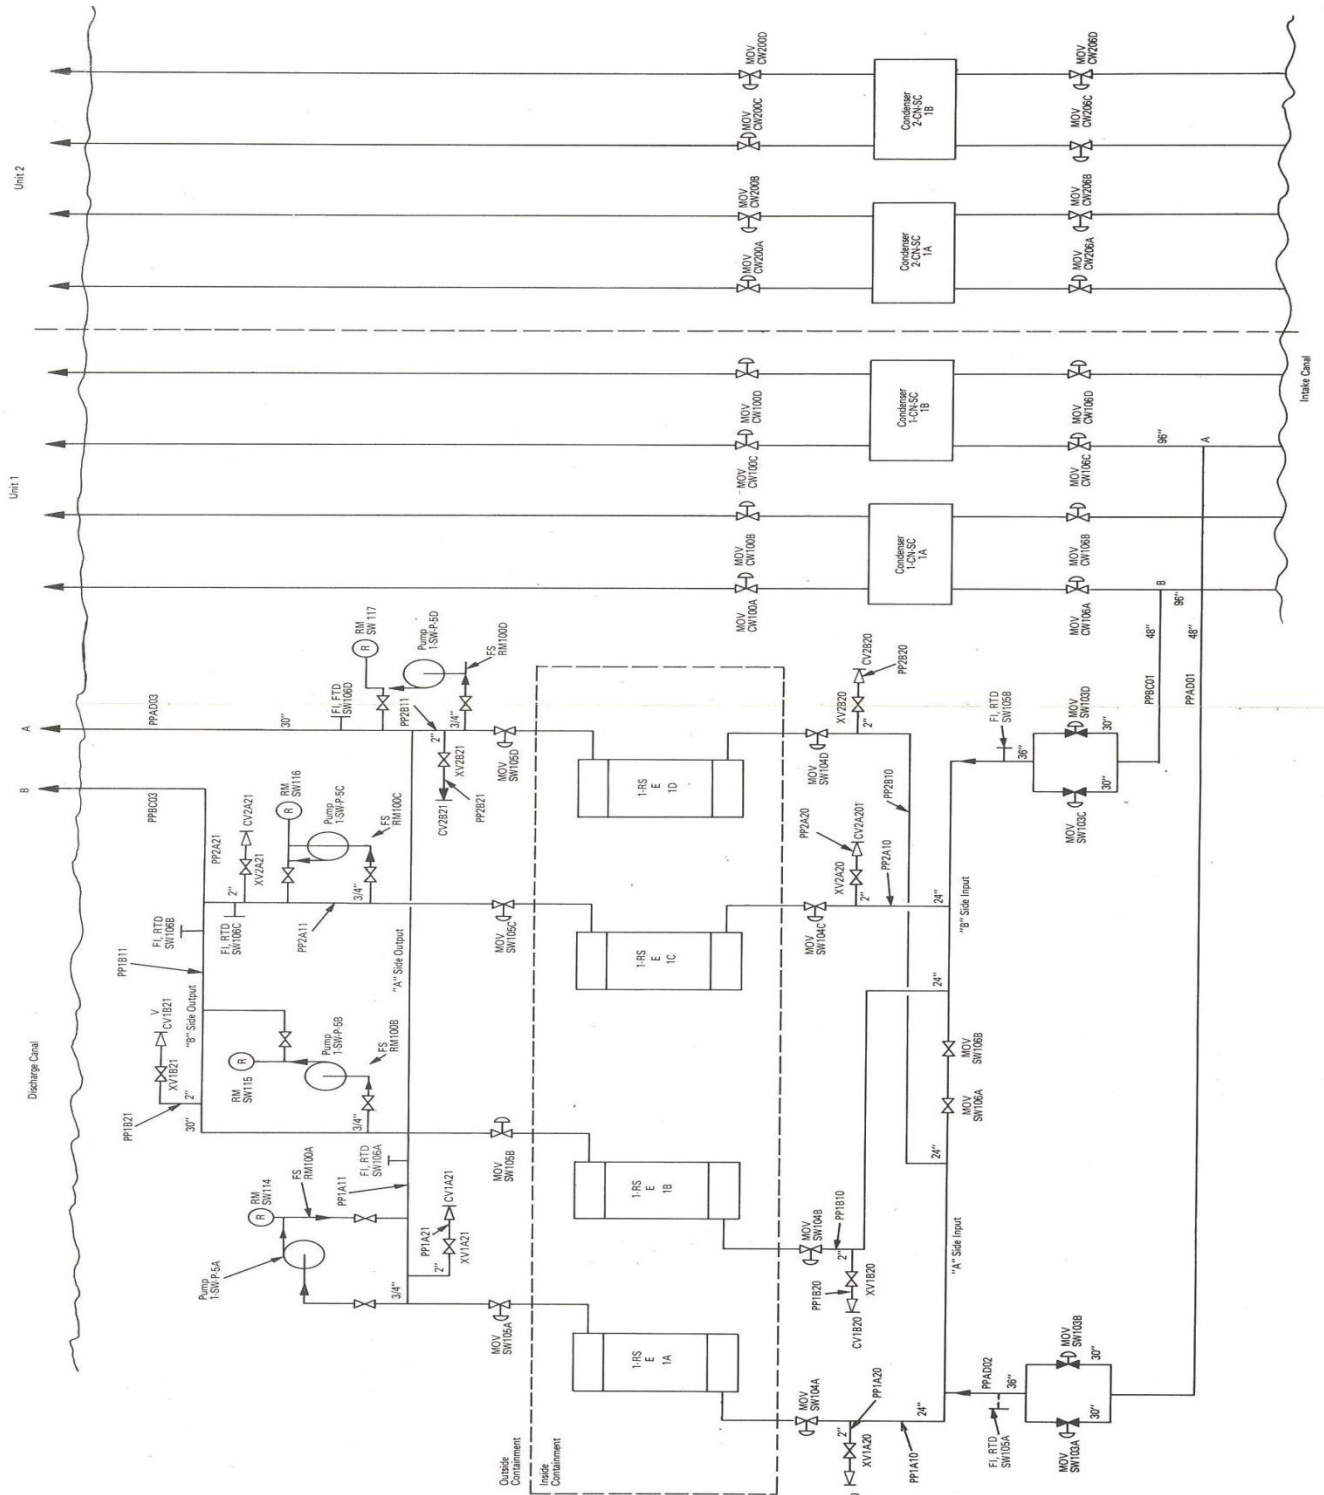 Unit 2
Unit 1
Discharge Canal
Intake Canal
MOV
CW200D
MOV
CW200C
MOV
CW200B
MOV
CW200A
Condenser
2-CN-SC
1B
Condenser
2-CN-SC
1A
MOV
CW206D
MOV
CW206C
MOV
CW206B
MOV
CW206A
MOV
CW100D
MOV
CW100C
MOV
CW100B
MOV
CW100A
Condenser
1-CN-SC
1B
Condenser
1-CN-SC
1A
MOV
CW106D
MOV
CW106C
MOV
CW106B
MOV
CW106A
96"
A
B
96"
48"
48"
PPBC01
PPAD01
A
B
PPAD03
PPBC03
30"
FI, FTD
SW106D
RM
SW 117
R
Pump
1-SW-P-5D
FS
RM100D
PP2B11
3/4"
2"
XV2B21
CV2B21
PP2B21
MOV
SW105D
RM
SW116
R
PP2A21
CV2A21
XV2A21
2"
Pump
1-SW-P-5C
FS
RM100C
3/4"
PP2A11
FI, RTD
SW106B
FI, RTD
SW106C
MOV
SW105C
"A" Side Output
PP1B11
"B" Side Output
V
CV1B21
XV1B21
2"
PP1B21
30"
R
RM
SW115
Pump
1-SW-P-5B
FS
RM100B
3/4"
MOV
SW105B
FI, RTD
SW106A
PP1A11
FS
RM100A
RM
SW114
R
Pump
1-SW-P-5A
CV1A21
PP1A21
XV1A21
2"
3/4"
MOV
SW105A
Outside
Containment
Inside
Containment
1-RS
E
1D
1-RS
E
1C
1-RS
E
1B
1-RS
E
1A
MOV
SW104D
XV2B20
CV2B20
PP2B20
2"
PP2B10
MOV
SW104C
PP2A20
CV2A201
XV2A20
2"
PP2A10
24"
"B" Side Input
24"
FI, RTD
SW105B
36"
MOV
SW103D
30"
30"
MOV
SW103C
MOV
SW106B
MOV
SW106A
24"
"A" Side Input
MOV
SW104B
PP1B10
2"
PP1B20
XV1B20
CV1B20
MOV
SW104A
PP1A20
2"
XV1A20
PP1A10
24"
PPAD02
36"
FI, RTD
SW105A
MOV
SW103B
30"
30"
MOV
SW103A